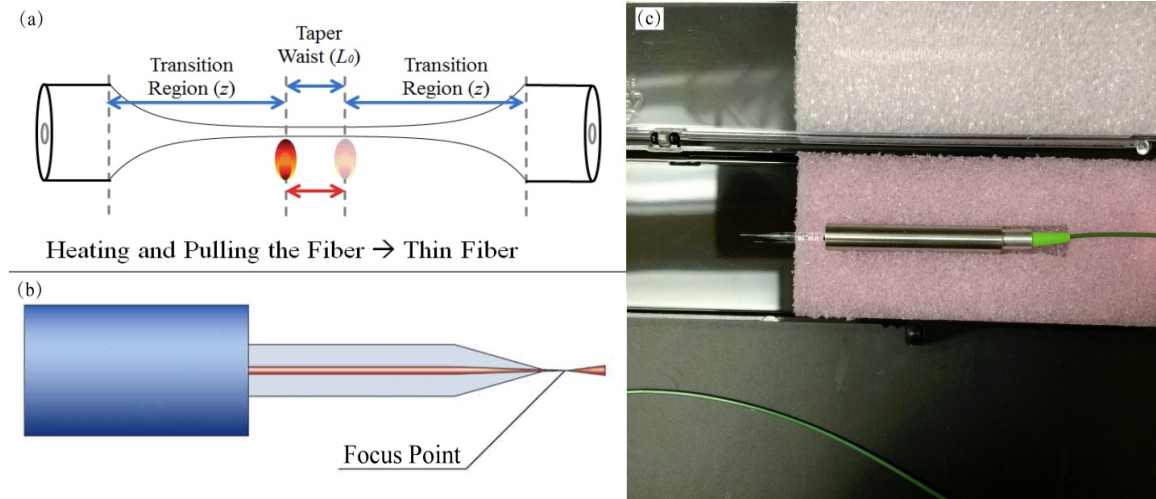 (a)
Taper
Waist (L₀)
Transition
Region (z)
Transition
Region (z)
Heating and Pulling the Fiber → Thin Fiber
(b)
Focus Point
(c)